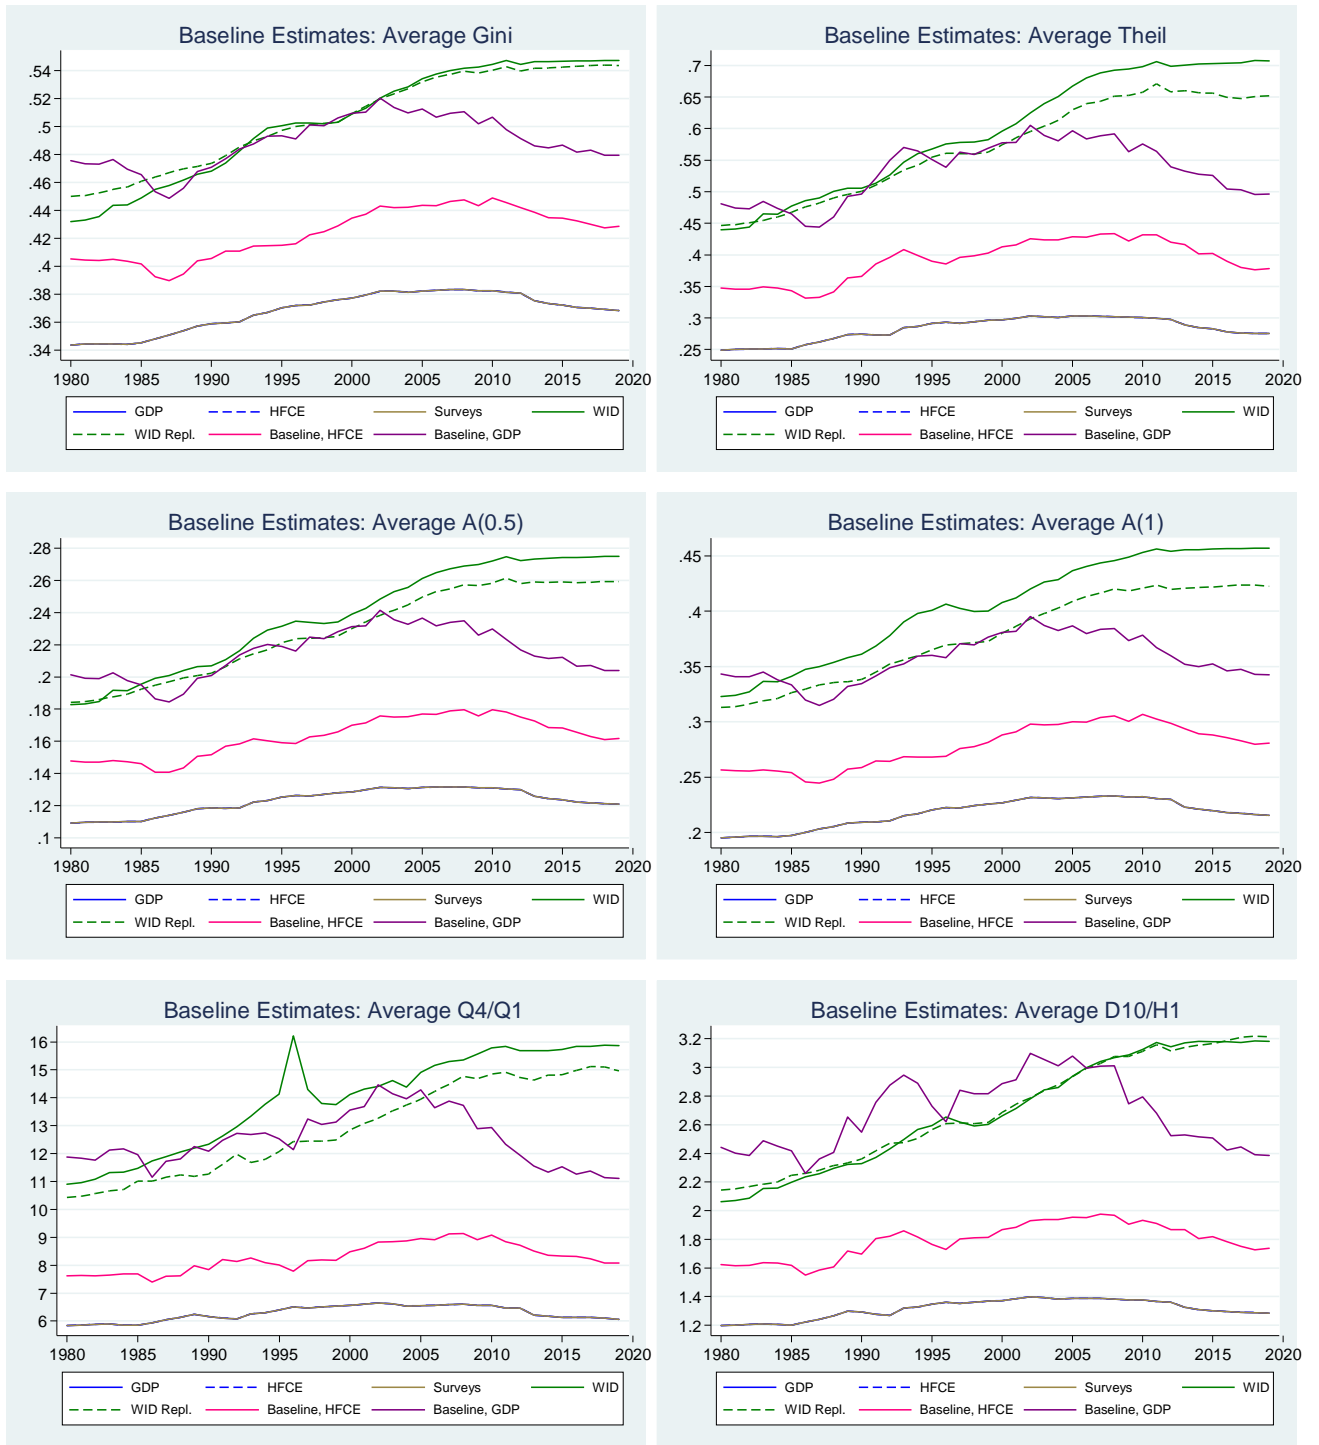 Baseline Estimates: Average Gini
.54
.52
.5
.48
.46
.44
.42
.4
.38
.36
.34
1980 1985 1990 1995 2000 2005 2010 2015 2020
GDP HFCE Surveys WID
WID Repl. Baseline, HFCE Baseline, GDP
Baseline Estimates: Average Theil
.7
.65
.6
.55
.5
.45
.4
.35
.3
.25
1980 1985 1990 1995 2000 2005 2010 2015 2020
GDP HFCE Surveys WID
WID Repl. Baseline, HFCE Baseline, GDP
Baseline Estimates: Average A(0.5)
.28
.26
.24
.22
.2
.18
.16
.14
.12
.1
1980 1985 1990 1995 2000 2005 2010 2015 2020
GDP HFCE Surveys WID
WID Repl. Baseline, HFCE Baseline, GDP
Baseline Estimates: Average A(1)
.45
.4
.35
.3
.25
.2
1980 1985 1990 1995 2000 2005 2010 2015 2020
GDP HFCE Surveys WID
WID Repl. Baseline, HFCE Baseline, GDP
Baseline Estimates: Average Q4/Q1
16
15
14
13
12
11
10
9
8
7
6
1980 1985 1990 1995 2000 2005 2010 2015 2020
GDP HFCE Surveys WID
WID Repl. Baseline, HFCE Baseline, GDP
Baseline Estimates: Average D10/H1
3.2
3
2.8
2.6
2.4
2.2
2
1.8
1.6
1.4
1.2
1980 1985 1990 1995 2000 2005 2010 2015 2020
GDP HFCE Surveys WID
WID Repl. Baseline, HFCE Baseline, GDP